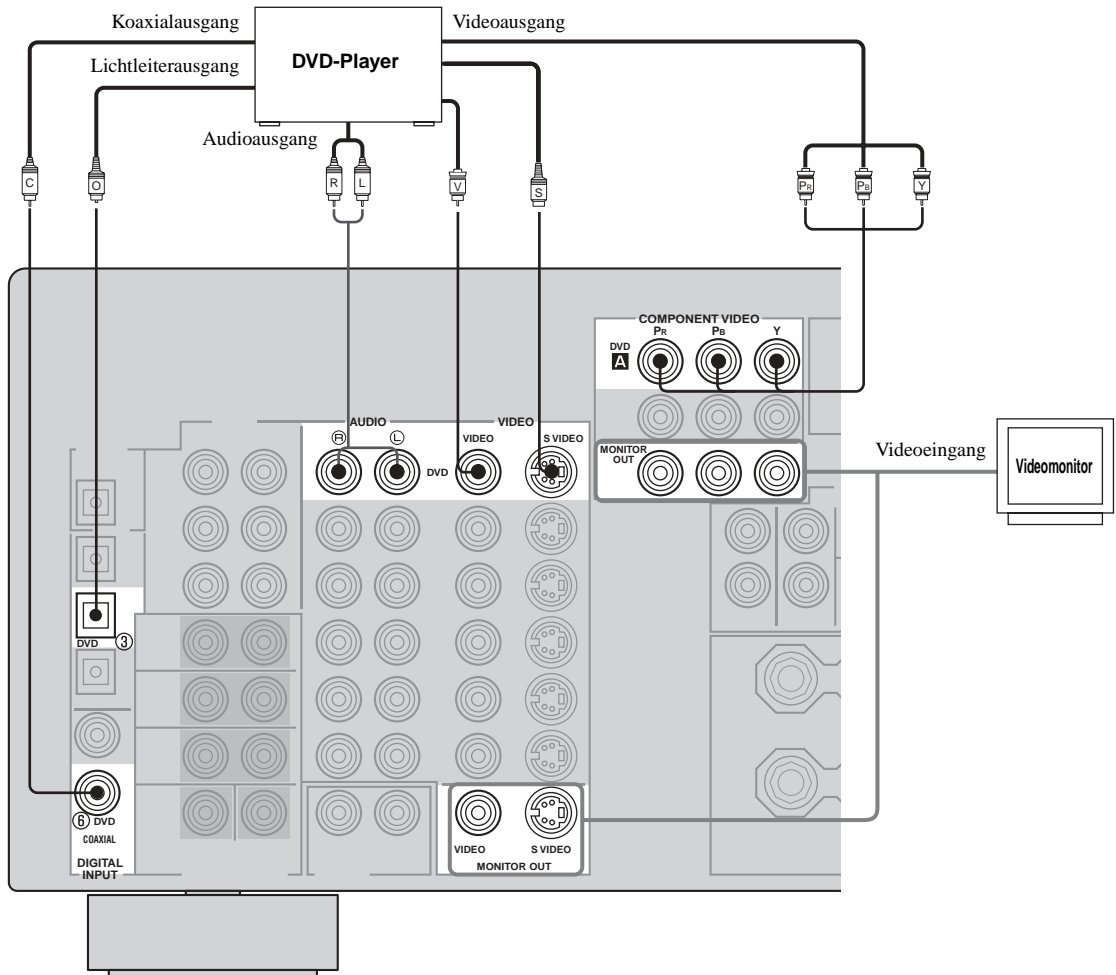 Koaxialausgang
Videoausgang
DVD-Player
Lichtleiterausgang
Audioausgang
C
O
R
L
V
S
PR
PB
Y
COMPONENT VIDEO
PR
PB
Y
DVD
A
AUDIO
VIDEO
R
L
VIDEO
S VIDEO
DVD
MONITOR
OUT
Videoeingang
Videomonitor
DVD
③
⑥ DVD
COAXIAL
DIGITAL
INPUT
VIDEO
S VIDEO
MONITOR OUT